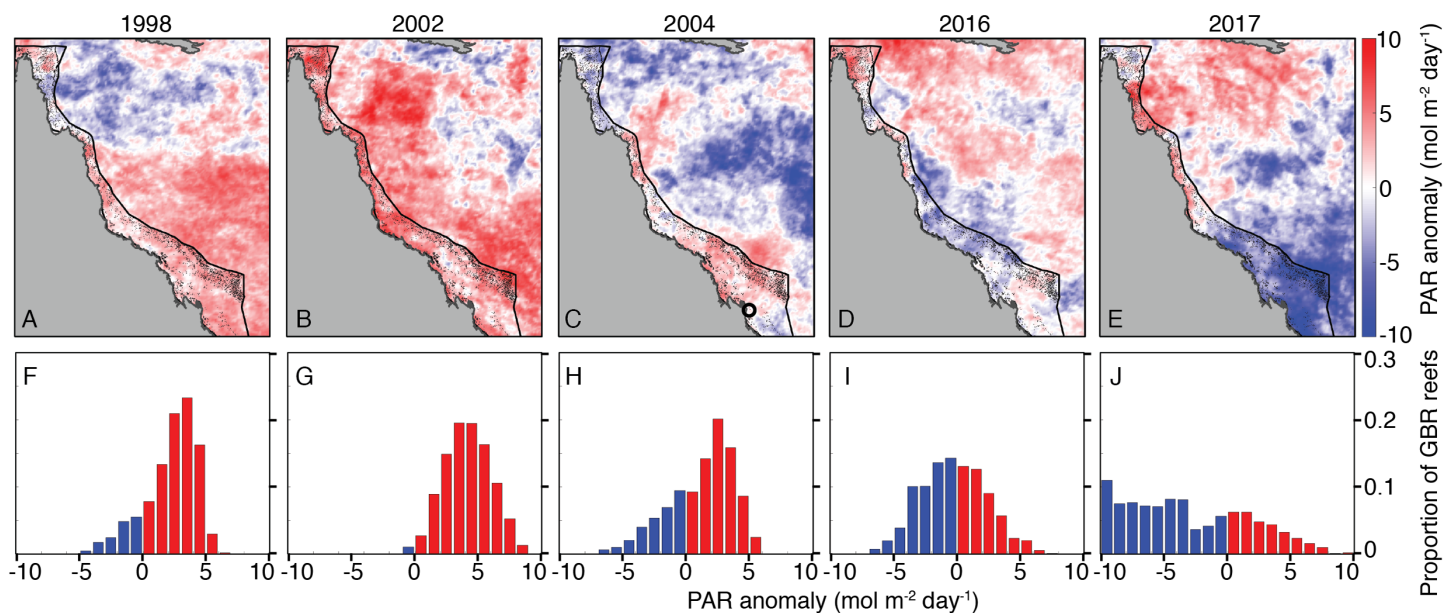 1998 2002 2004 2016 2017
A B C D E
10
5
0
-5
-10
PAR anomaly (mol m⁻² day⁻¹)
F G H I J
0.3
0.2
0.1
0
Proportion of GBR reefs
-10 -5 0 5 10 -10 -5 0 5 10 -10 -5 0 5 10 -10 -5 0 5 10 -10 -5 0 5 10
PAR anomaly (mol m⁻² day⁻¹)